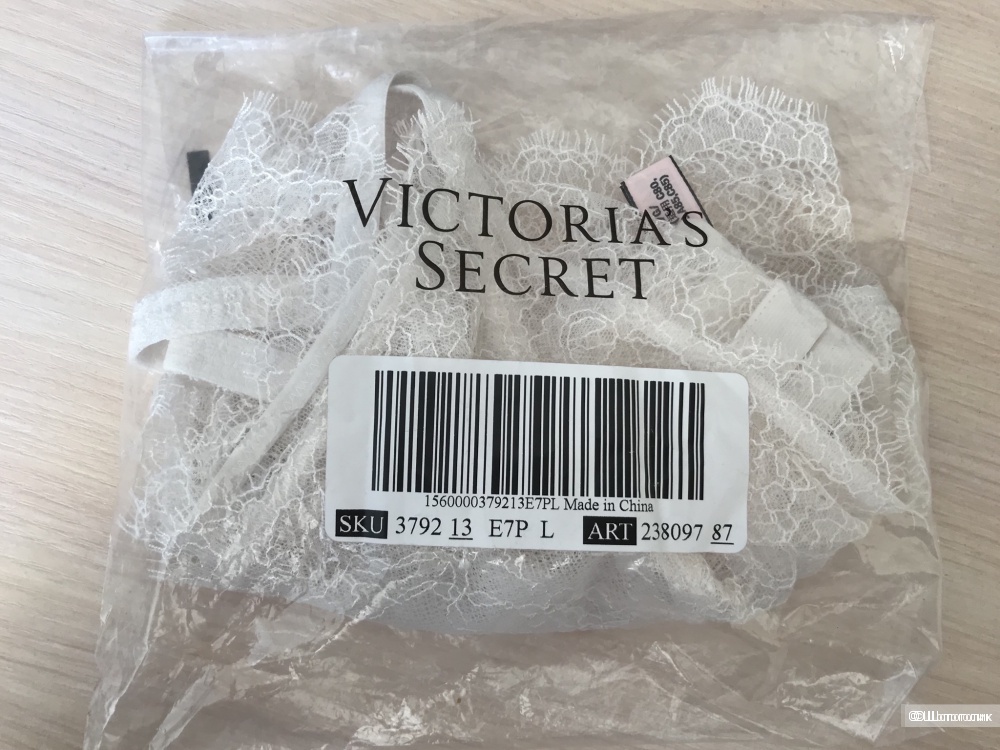 VICTORIA'S
SECRET
1560000379213E7PL Made in China
SKU 3792 13 E7P L ART 238097 87